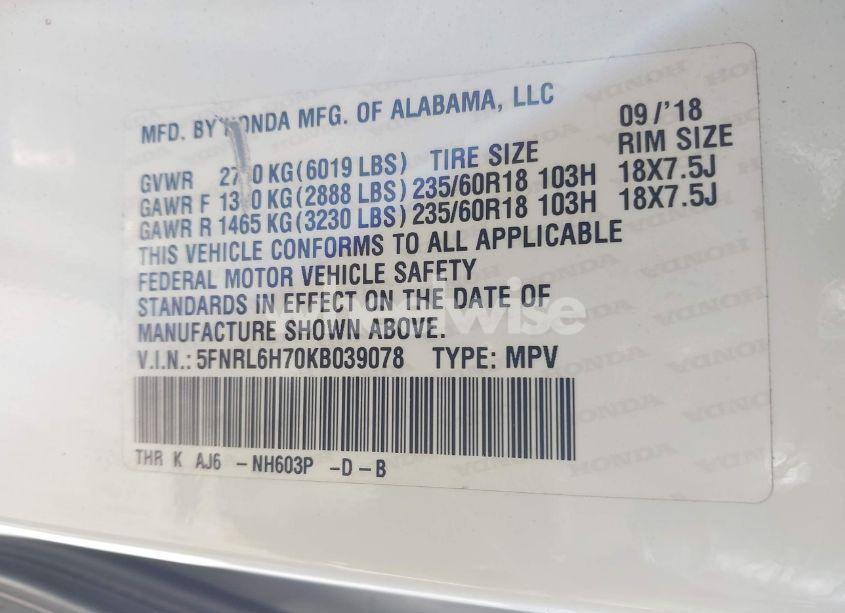 MFD. BY HONDA MFG. OF ALABAMA, LLC 09/'18
GVWR KG(6019 LBS) TIRE SIZE RIM SIZE
GAWR F KG(2888 LBS) 235/60R18 103H 18X7.5J
GAWR R 1465 KG(3230 LBS) 235/60R18 103H 18X7.5J
THIS VEHICLE CONFORMS TO ALL APPLICABLE
FEDERAL MOTOR VEHICLE SAFETY
STANDARDS IN EFFECT ON THE DATE OF
MANUFACTURE SHOWN ABOVE.
V.I.N.: 5FNRL6H70KB039078 TYPE: MPV
THR K AJ6 -NH603P -D-B